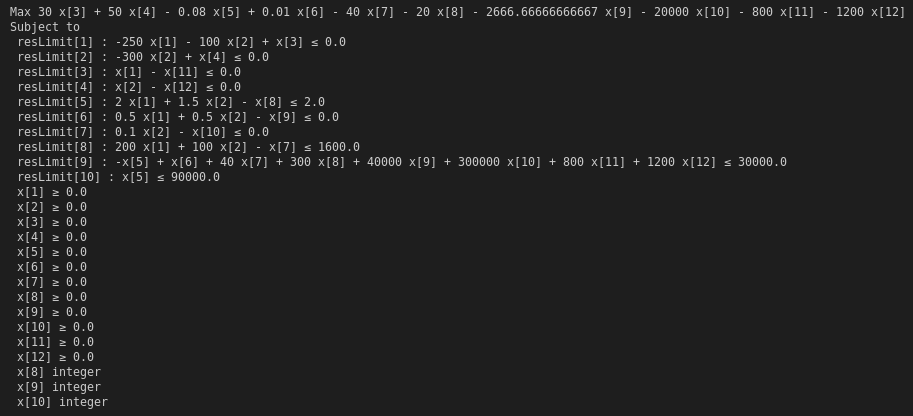 Max 30 x[3] + 50 x[4] - 0.08 x[5] + 0.01 x[6] - 40 x[7] - 20 x[8] - 2666.66666666667 x[9] - 20000 x[10] - 800 x[11] - 1200 x[12]
Subject to
resLimit[1] : -250 x[1] - 100 x[2] + x[3] ≤ 0.0
resLimit[2] : -300 x[2] + x[4] ≤ 0.0
resLimit[3] : x[1] - x[11] ≤ 0.0
resLimit[4] : x[2] - x[12] ≤ 0.0
resLimit[5] : 2 x[1] + 1.5 x[2] - x[8] ≤ 2.0
resLimit[6] : 0.5 x[1] + 0.5 x[2] - x[9] ≤ 0.0
resLimit[7] : 0.1 x[2] - x[10] ≤ 0.0
resLimit[8] : 200 x[1] + 100 x[2] - x[7] ≤ 1600.0
resLimit[9] : -x[5] + x[6] + 40 x[7] + 300 x[8] + 40000 x[9] + 300000 x[10] + 800 x[11] + 1200 x[12] ≤ 30000.0
resLimit[10] : x[5] ≤ 90000.0
x[1] ≥ 0.0
x[2] ≥ 0.0
x[3] ≥ 0.0
x[4] ≥ 0.0
x[5] ≥ 0.0
x[6] ≥ 0.0
x[7] ≥ 0.0
x[8] ≥ 0.0
x[9] ≥ 0.0
x[10] ≥ 0.0
x[11] ≥ 0.0
x[12] ≥ 0.0
x[8] integer
x[9] integer
x[10] integer